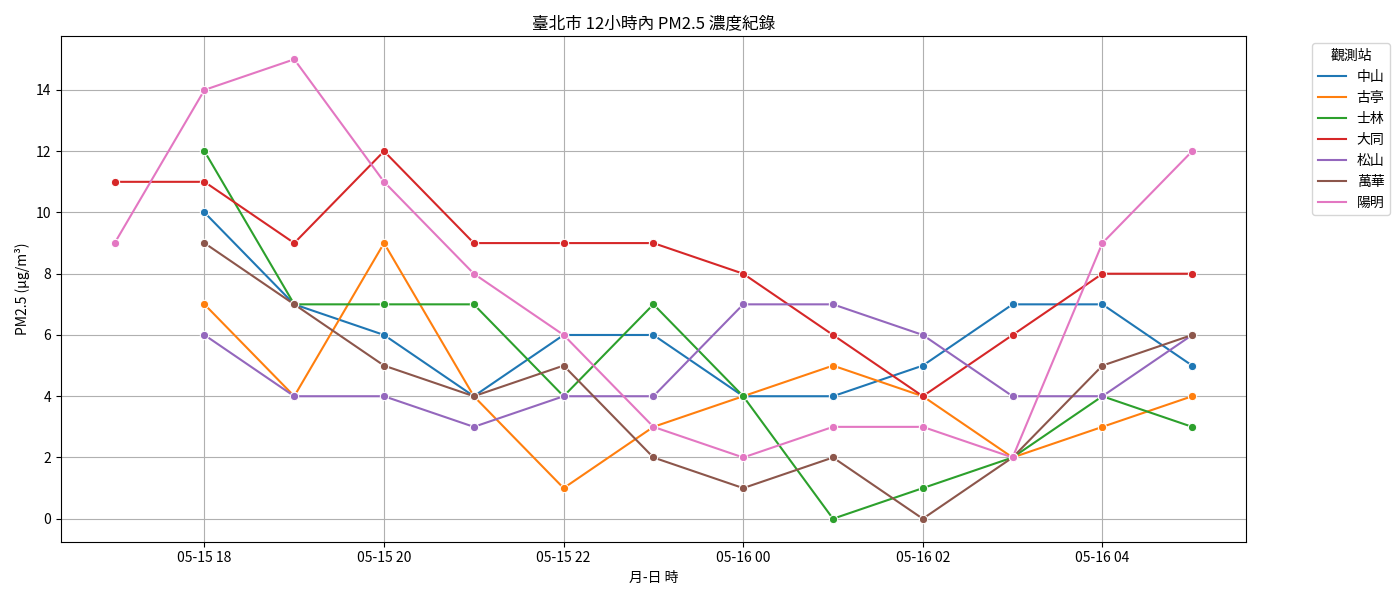 臺北市 12小時內 PM2.5 濃度紀錄
PM2.5 (μg/m³)
14
12
10
8
6
4
2
0
05-15 18
05-15 20
05-15 22
05-16 00
05-16 02
05-16 04
月-日 時
觀測站
中山
古亭
士林
大同
松山
萬華
陽明